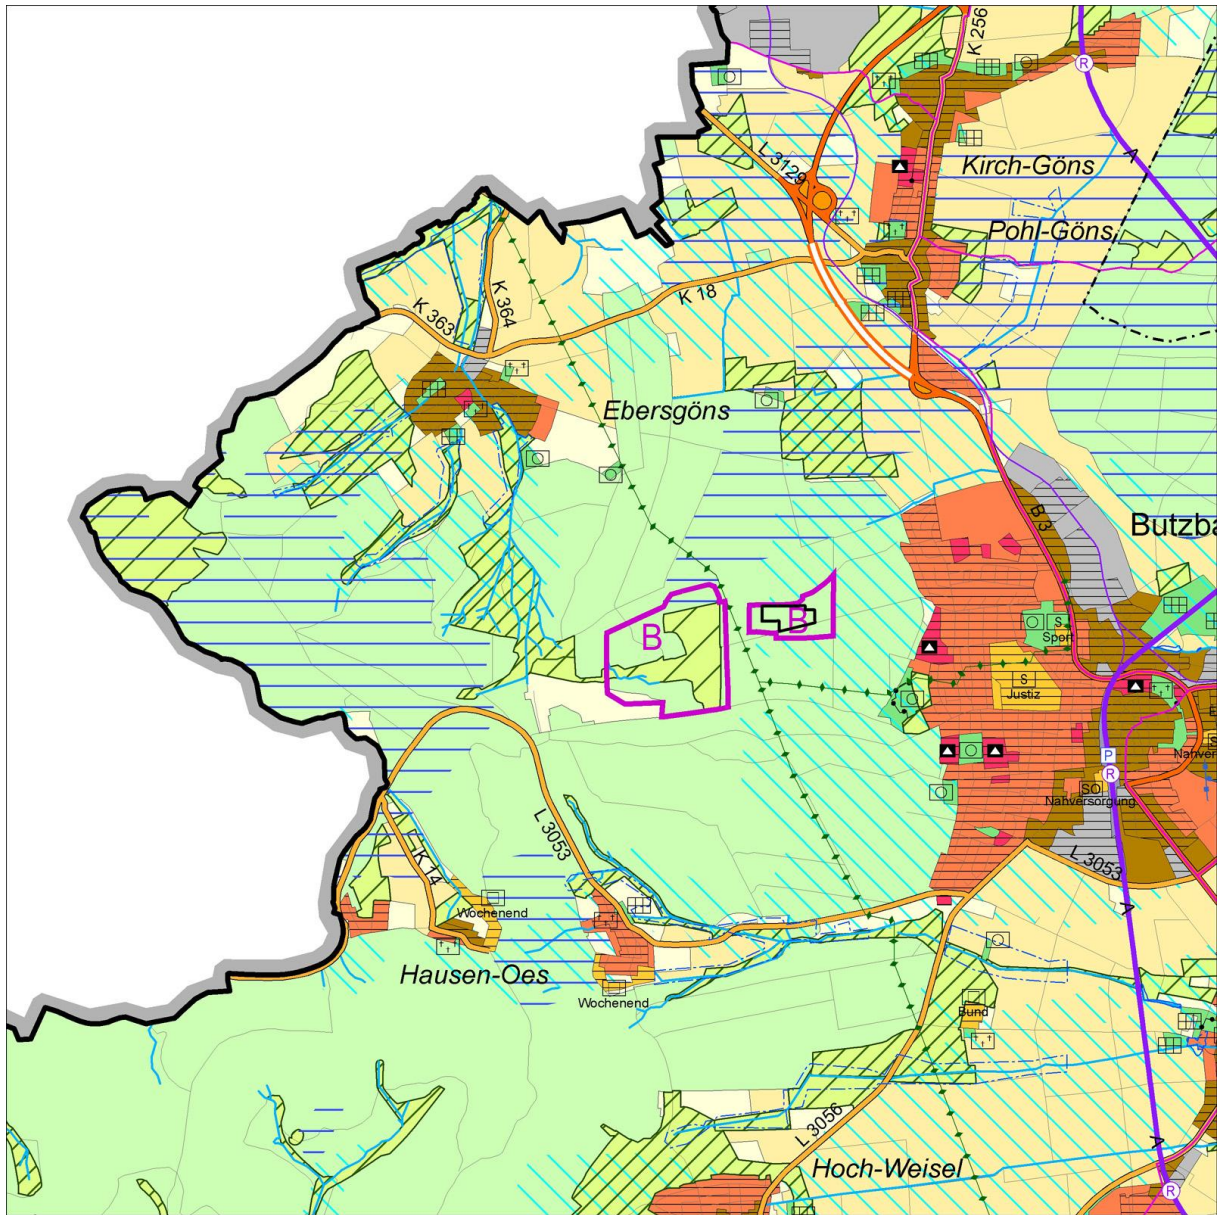 K 256
R
A
L 3129
Kirch-Göns
Pohl-Göns
K 364
K 18
K 363
Ebersgöns
B 3
Butzba
B
B
S
Sport
S
Justiz
P
R
SO
Nahversorgung
Nahver
L 3053
L 3053
K 14
A
Wochenend
Hausen-Oes
Wochenend
A
Bund
L 3056
A
Hoch-Weisel
R